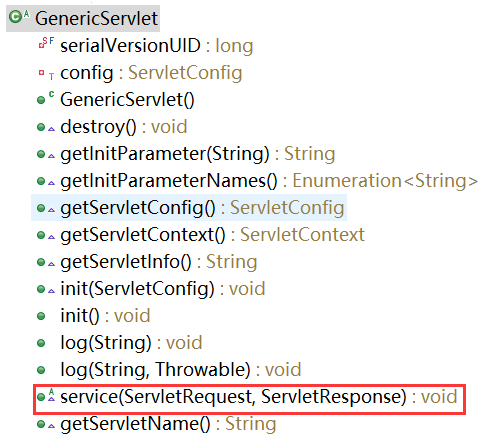 GenericServlet
serialVersionUID : long
config : ServletConfig
GenericServlet()
destroy() : void
getInitParameter(String) : String
getInitParameterNames() : Enumeration<String>
getServletConfig() : ServletConfig
getServletContext() : ServletContext
getServletInfo() : String
init(ServletConfig) : void
init() : void
log(String) : void
log(String, Throwable) : void
service(ServletRequest, ServletResponse) : void
getServletName() : String